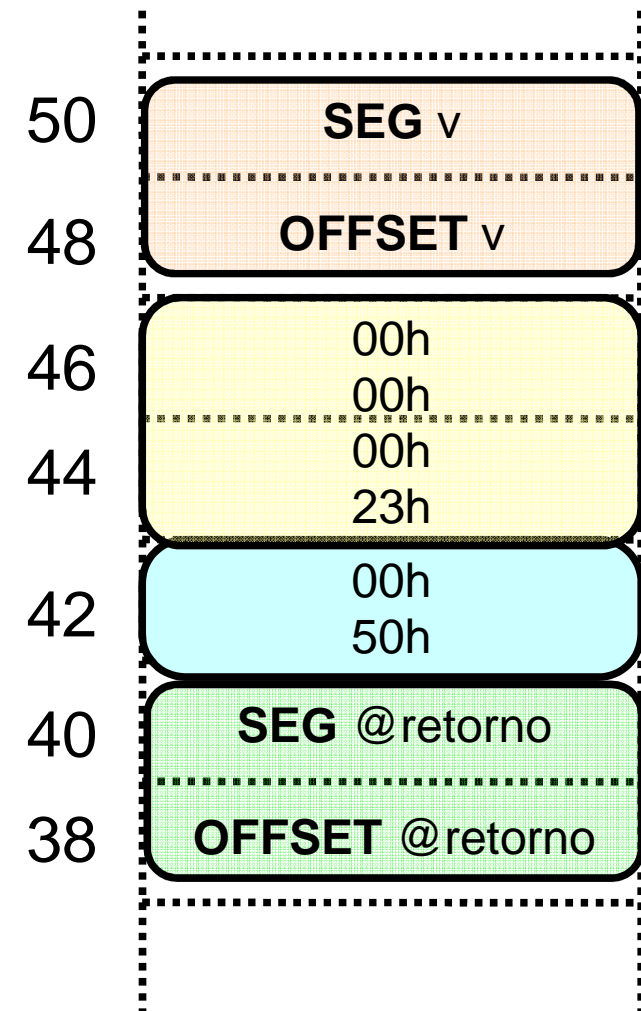 50 SEG v
48 OFFSET v
00h
46
00h
00h
44
23h
00h
42
50h
40 SEG @retorno
38 OFFSET @retorno